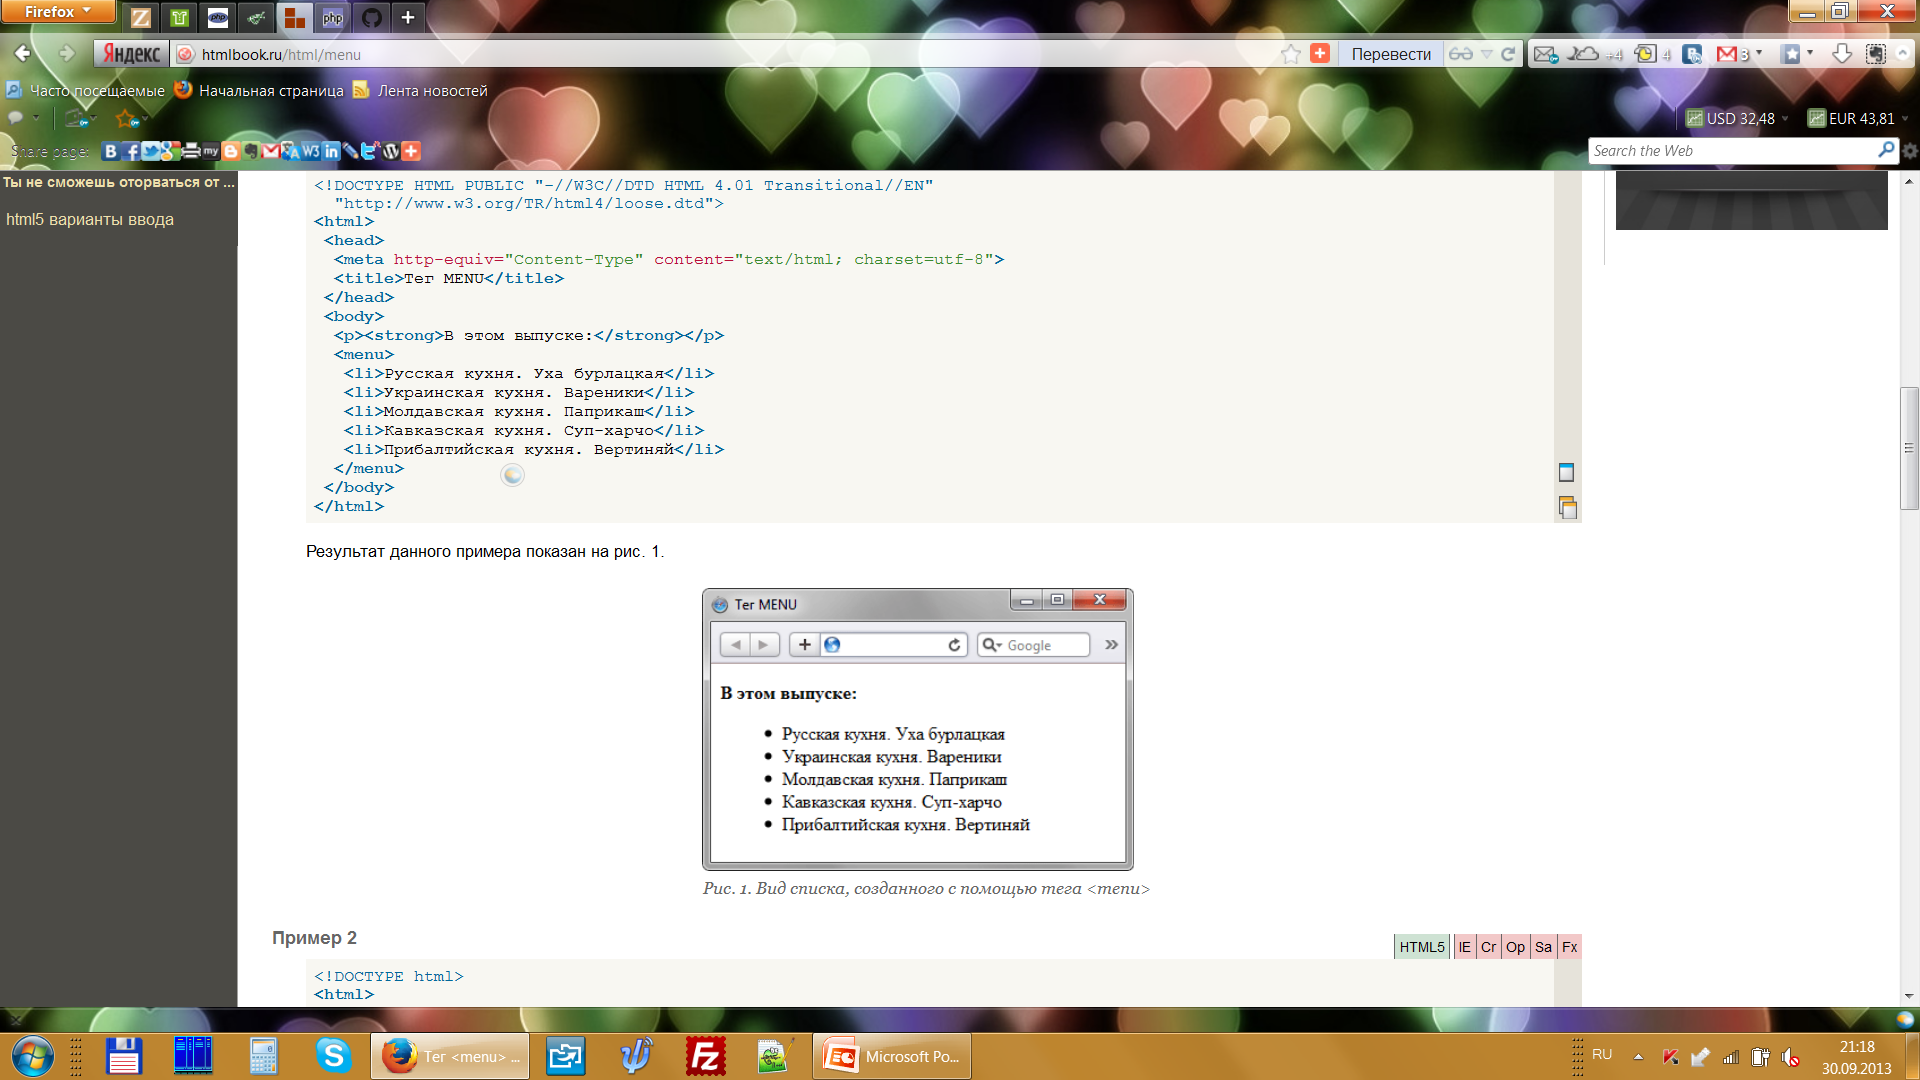 Firefox
Яндекс
htmlbook.ru/html/menu
Перевести
+4
4
3
Часто посещаемые
Начальная страница
Лента новостей
USD 32,48
EUR 43,81
Share page:
Search the Web
Ты не сможешь оторваться от ...
html5 варианты ввода
<!DOCTYPE HTML PUBLIC "-//W3C//DTD HTML 4.01 Transitional//EN"
"http://www.w3.org/TR/html4/loose.dtd">
<html>
<head>
<meta http-equiv="Content-Type" content="text/html; charset=utf-8">
<title>Тег MENU</title>
</head>
<body>
<p><strong>В этом выпуске:</strong></p>
<menu>
<li>Русская кухня. Уха бурлацкая</li>
<li>Украинская кухня. Вареники</li>
<li>Молдавская кухня. Паприкаш</li>
<li>Кавказская кухня. Суп-харчо</li>
<li>Прибалтийская кухня. Вертиняй</li>
</menu>
</body>
</html>
Результат данного примера показан на рис. 1.
Тег MENU
Google
В этом выпуске:
Русская кухня. Уха бурлацкая
Украинская кухня. Вареники
Молдавская кухня. Паприкаш
Кавказская кухня. Суп-харчо
Прибалтийская кухня. Вертиняй
Рис. 1. Вид списка, созданного с помощью тега <menu>
Пример 2
HTML5 IE Cr Op Sa Fx
<!DOCTYPE html>
<html>
Тег <menu> ...
Microsoft Po...
RU
21:18
30.09.2013